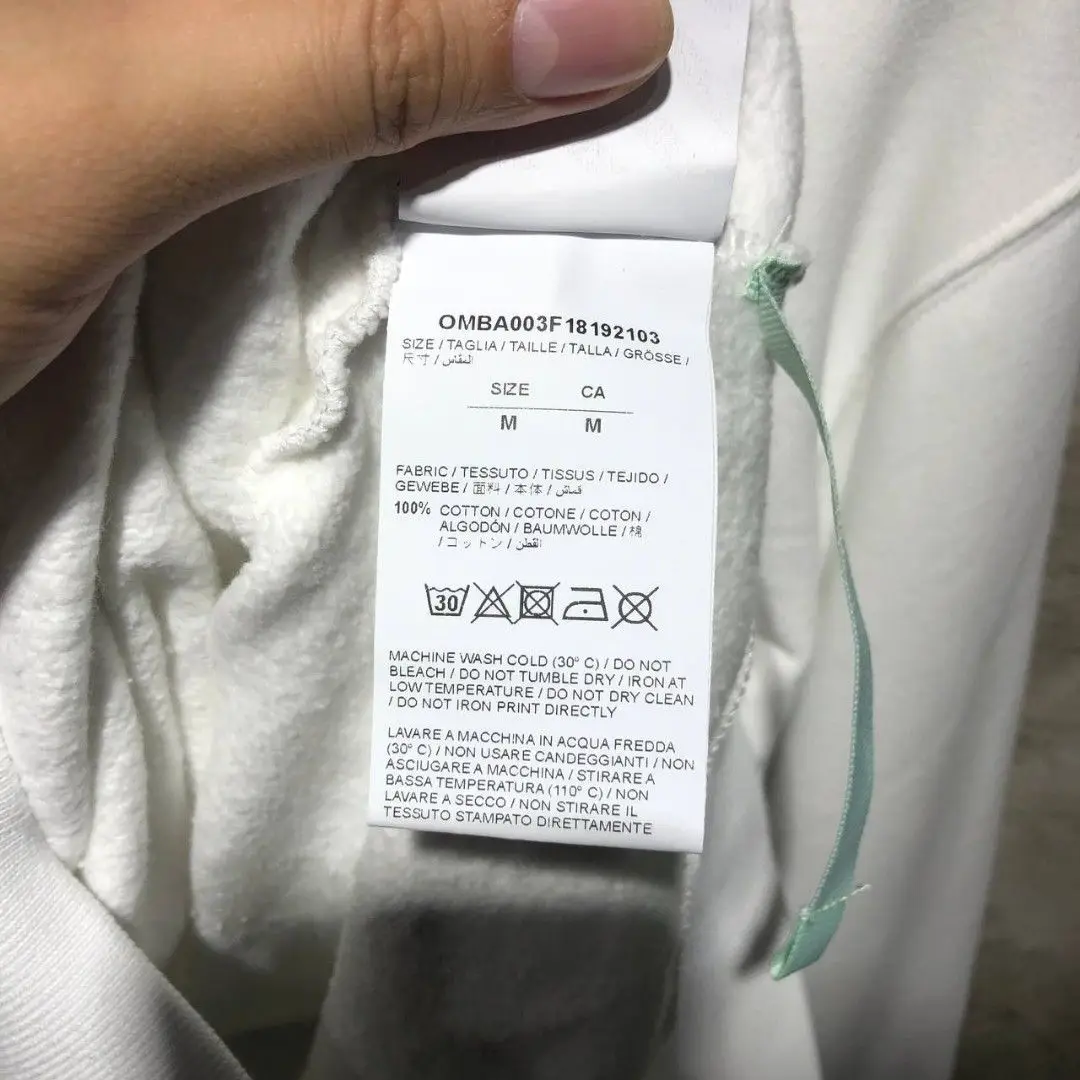 OMBA003F18192103
SIZE / TAGLIA / TAILLE / TALLA / GRÖSSE /
尺寸 / المقاس
SIZE CA
M M
FABRIC / TESSUTO / TISSUS / TEJIDO /
GEWEBE / 面料 / 本体 / قماش
100% COTTON / COTONE / COTON /
ALGODÓN / BAUMWOLLE / 棉
/ コットン / القطن
30
MACHINE WASH COLD (30° C) / DO NOT
BLEACH / DO NOT TUMBLE DRY / IRON AT
LOW TEMPERATURE / DO NOT DRY CLEAN
/ DO NOT IRON PRINT DIRECTLY
LAVARE A MACCHINA IN ACQUA FREDDA
(30° C) / NON USARE CANDEGGIANTI / NON
ASCIUGARE A MACCHINA / STIRARE A
BASSA TEMPERATURA (110° C) / NON
LAVARE A SECCO / NON STIRARE IL
TESSUTO STAMPATO DIRETTAMENTE